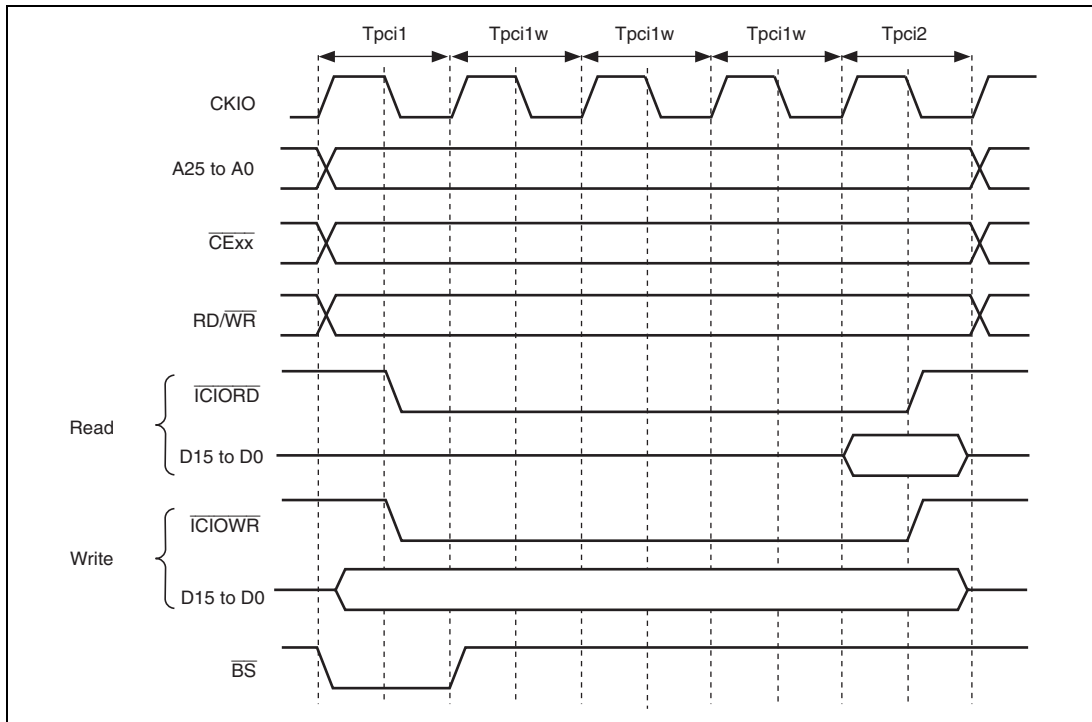 Tpci1 Tpci1w Tpci1w Tpci1w Tpci2
CKIO
A25 to A0
CExx
RD/WR
ICIORD
Read
D15 to D0
ICIOWR
Write
D15 to D0
BS